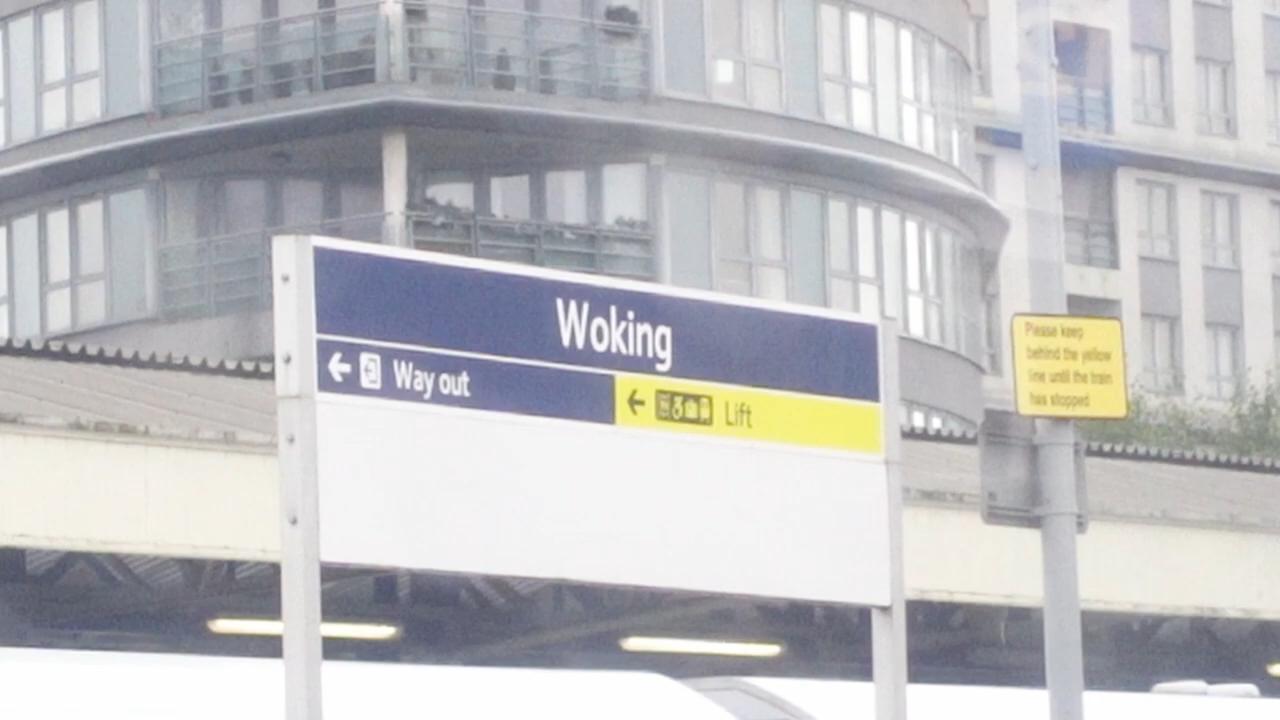 Woking
Way out
Lift
Please keep
behind the yellow
line until the train
has stopped